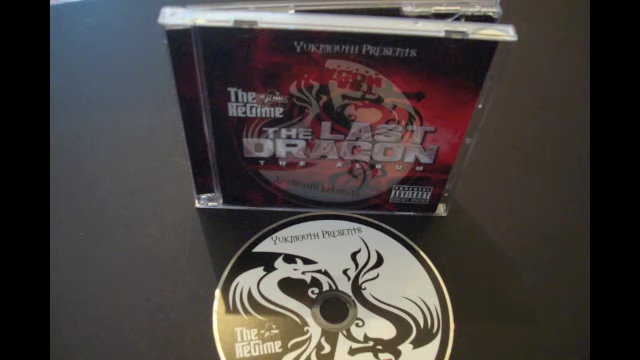 Yukmouth Presents
The
Regime
THE LAST
DRAGON
THE ALBUM
PARENTAL
ADVISORY
EXPLICIT CONTENT
Yukmouth Presents
The
Regime